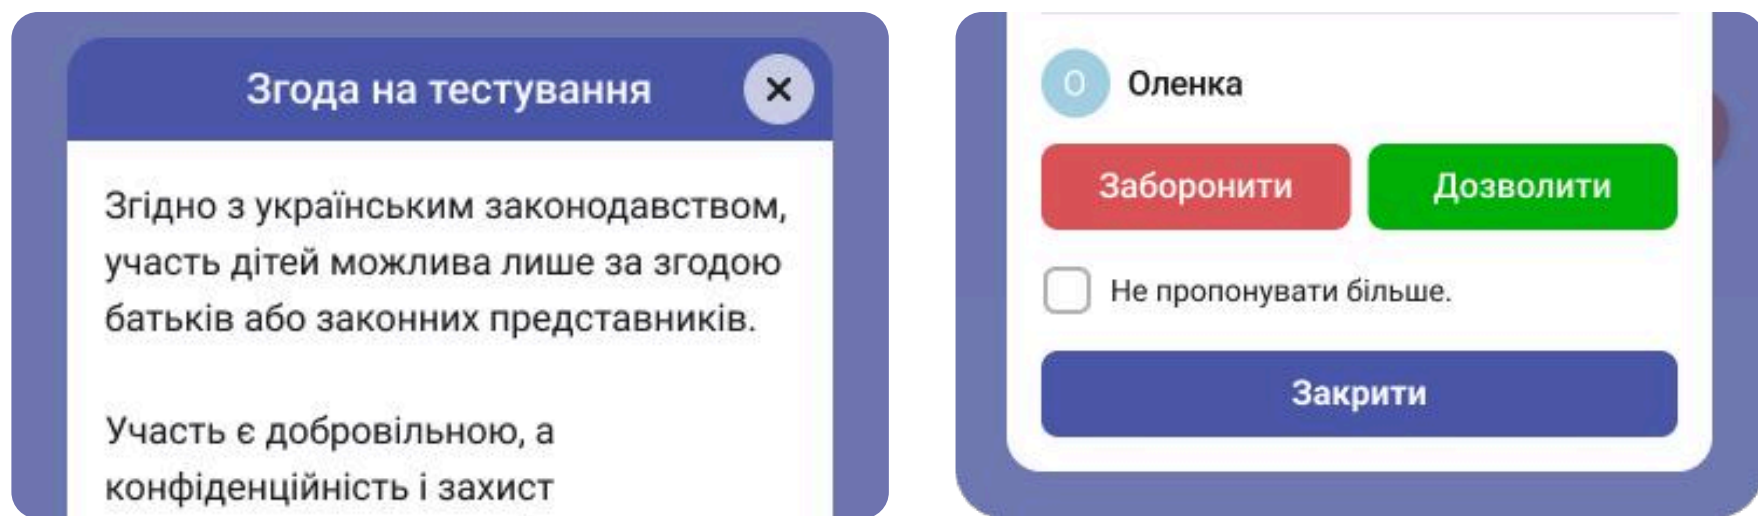 Згода на тестування
Згідно з українським законодавством,
участь дітей можлива лише за згодою
батьків або законних представників.
Участь є добровільною, а
конфіденційність і захист
О
Оленка
Заборонити
Дозволити
Не пропонувати більше.
Закрити